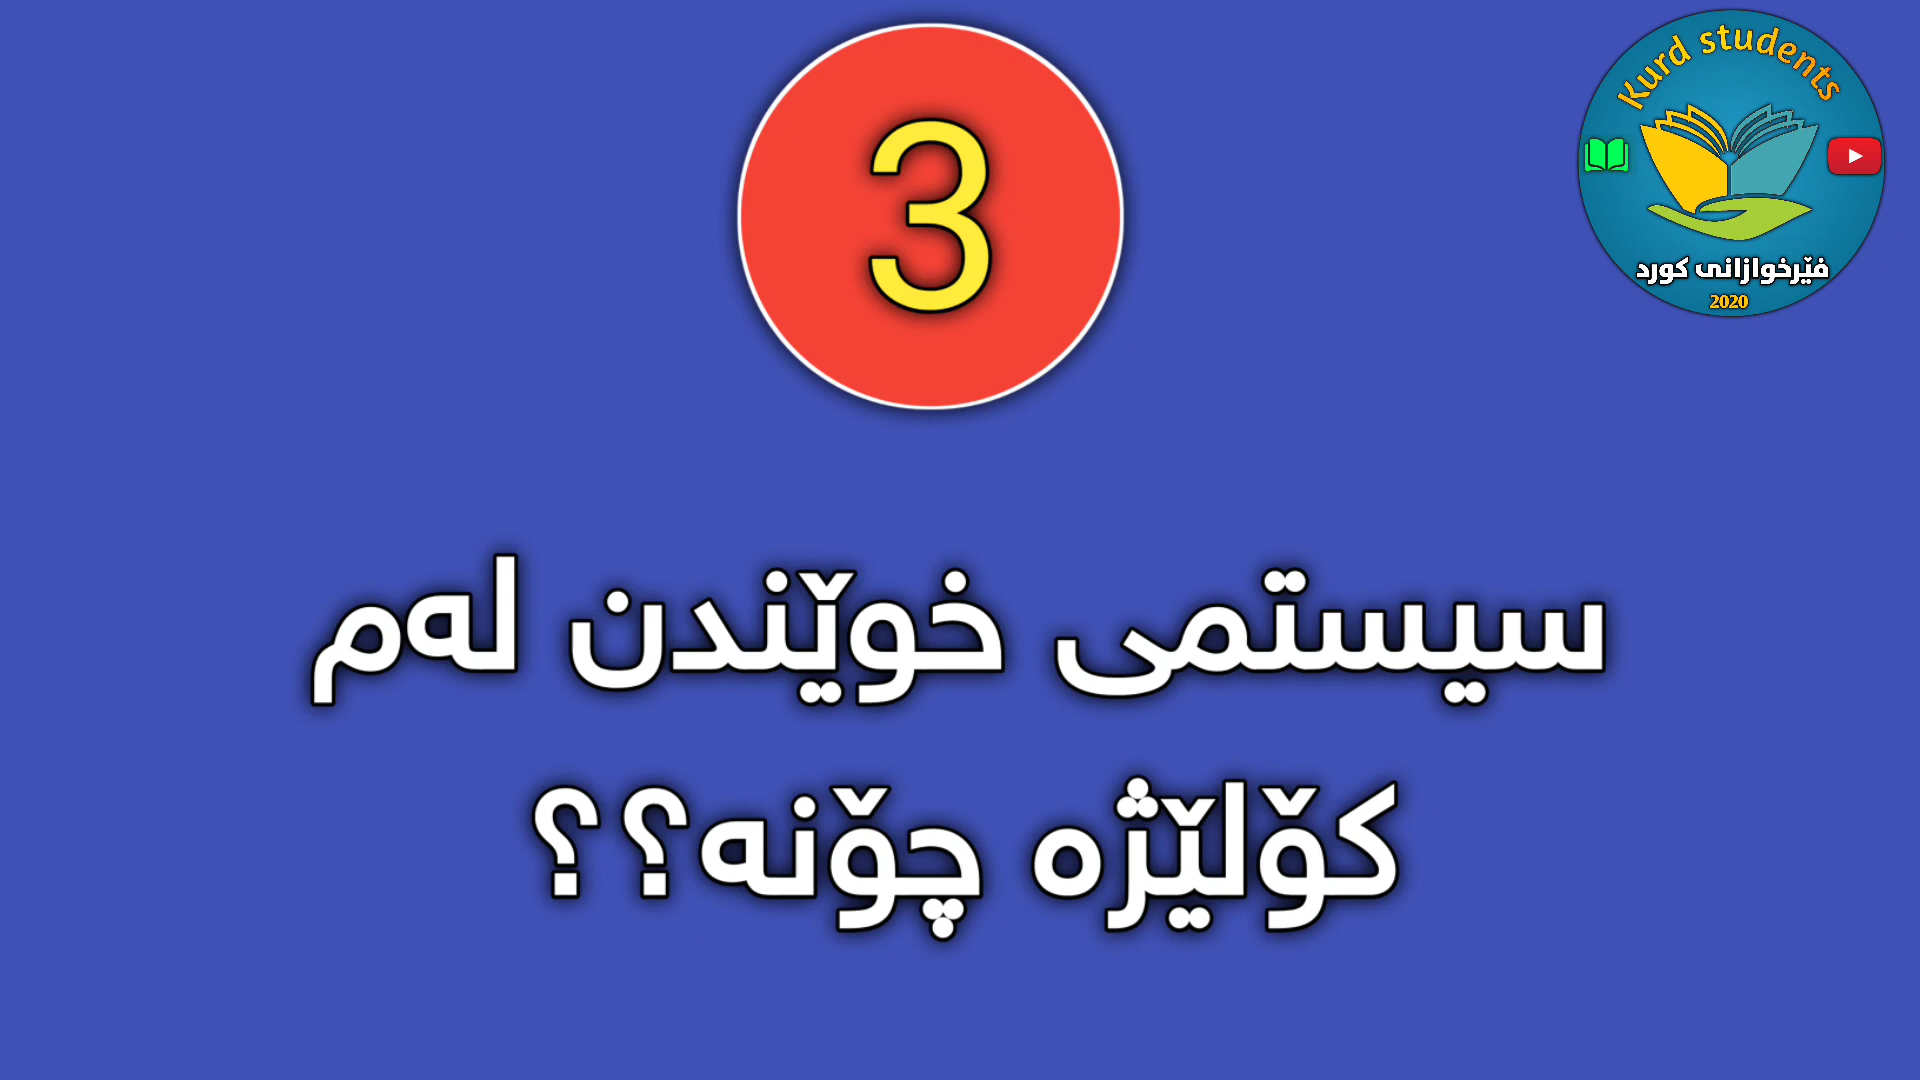 3
Kurd students
فێرخوازانی کورد
2020
سیستمی خوێندن لەم
کۆلێژە چۆنە؟؟